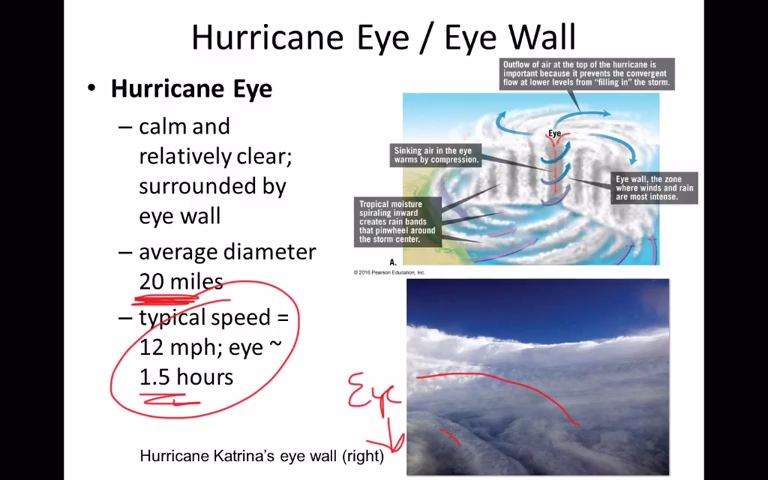 Hurricane Eye / Eye Wall
• Hurricane Eye
– calm and
relatively clear;
surrounded by
eye wall
– average diameter
20 miles
– typical speed =
12 mph; eye ~
1.5 hours
Outflow of air at the top of the hurricane is
important because it prevents the convergent
flow at lower levels from “filling in” the storm.
Eye
Sinking air in the eye
warms by compression.
Eye wall, the zone
where winds and rain
are most intense.
Tropical moisture
spiraling inward
creates rain bands
that pinwheel around
the storm center.
A.
© 2016 Pearson Education, Inc.
Eye
Hurricane Katrina’s eye wall (right)